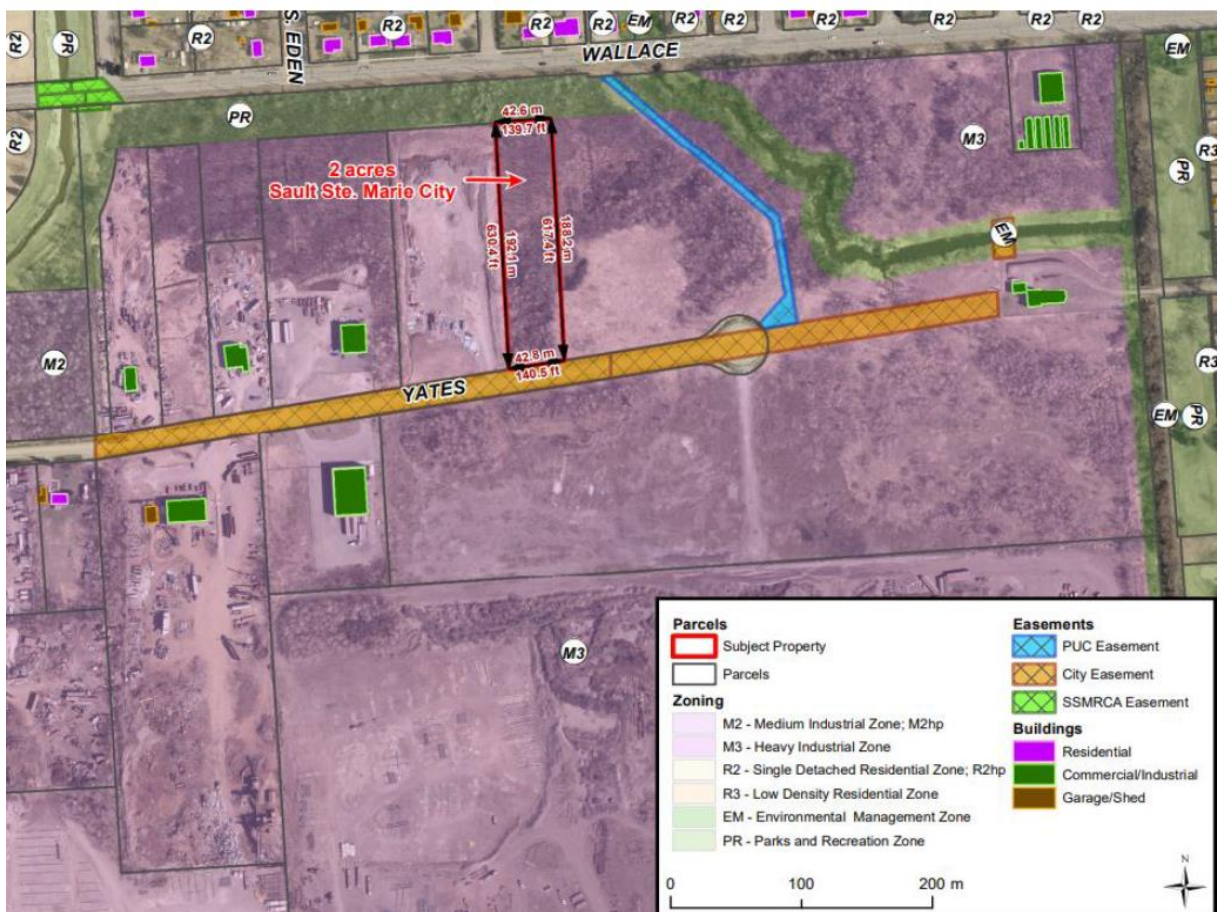 R2
PR
R2
S. EDEN
R2
R2
EM
R2
R2
R2
R2
R2
R2
EM
WALLACE
PR
R2
M3
R3
PR
42.6 m
139.7 ft
2 acres
Sault Ste. Marie City
192.1 m
630.4 ft
188.2 m
617.4 ft
EM
42.8 m
140.5 ft
YATES
M2
R3
EM
PR
M3
Parcels
Subject Property
Parcels
Zoning
M2 - Medium Industrial Zone; M2hp
M3 - Heavy Industrial Zone
R2 - Single Detached Residential Zone; R2hp
R3 - Low Density Residential Zone
EM - Environmental Management Zone
PR - Parks and Recreation Zone
Easements
PUC Easement
City Easement
SSMRCA Easement
Buildings
Residential
Commercial/Industrial
Garage/Shed
0 100 200 m
N